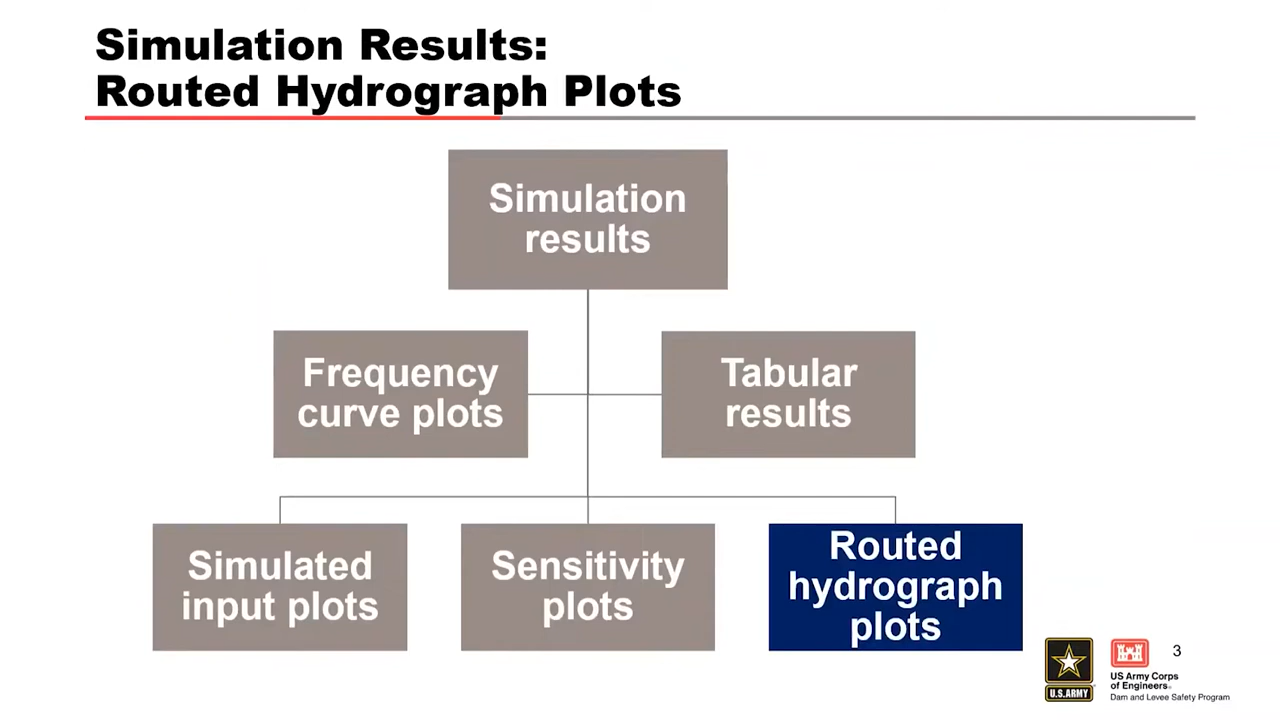 Simulation Results:
Routed Hydrograph Plots
Simulation
results
Frequency
curve plots
Tabular
results
Simulated
input plots
Sensitivity
plots
Routed
hydrograph
plots
U.S.ARMY
US Army Corps
of Engineers®
Dam and Levee Safety Program
3